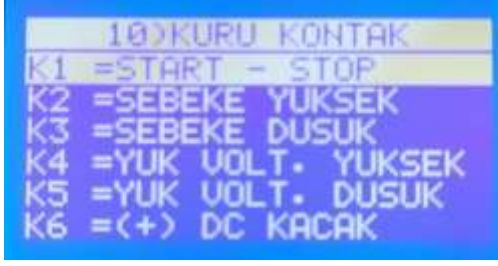 10)KURU KONTAK
K1 =START - STOP
K2 =SEBEKE YUKSEK
K3 =SEBEKE DUSUK
K4 =YUK VOLT. YUKSEK
K5 =YUK VOLT. DUSUK
K6 =(+) DC KACAK